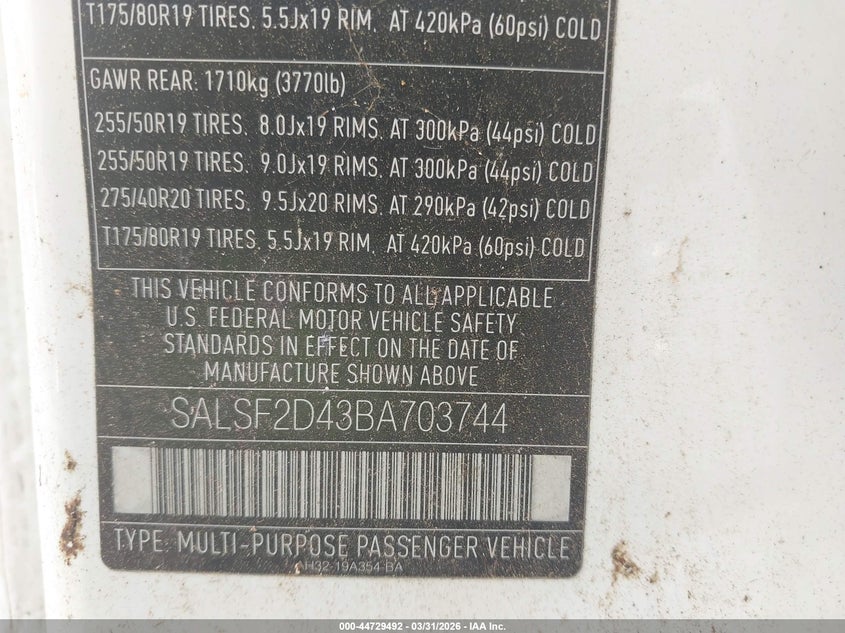 T175/80R19 TIRES. 5.5Jx19 RIM. AT 420kPa (60psi) COLD
GAWR REAR: 1710kg (3770lb)
255/50R19 TIRES. 8.0Jx19 RIMS. AT 300kPa (44psi) COLD
255/50R19 TIRES. 9.0Jx19 RIMS. AT 300kPa (44psi) COLD
275/40R20 TIRES. 9.5Jx20 RIMS. AT 290kPa (42psi) COLD
T175/80R19 TIRES. 5.5Jx19 RIM. AT 420kPa (60psi) COLD
THIS VEHICLE CONFORMS TO ALL APPLICABLE
U.S. FEDERAL MOTOR VEHICLE SAFETY
STANDARDS IN EFFECT ON THE DATE OF
MANUFACTURE SHOWN ABOVE
SALSF2D43BA703744
TYPE: MULTI-PURPOSE PASSENGER VEHICLE
AH32-19A354-BA
000-44729492 - 03/31/2026 - IAA Inc.